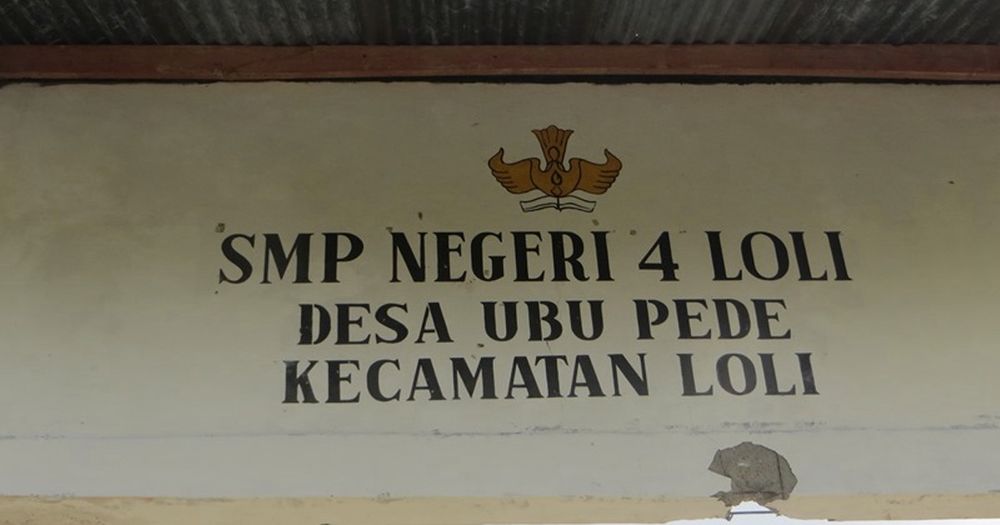 SMP NEGERI 4 LOLI
DESA UBU PEDE
KECAMATAN LOLI